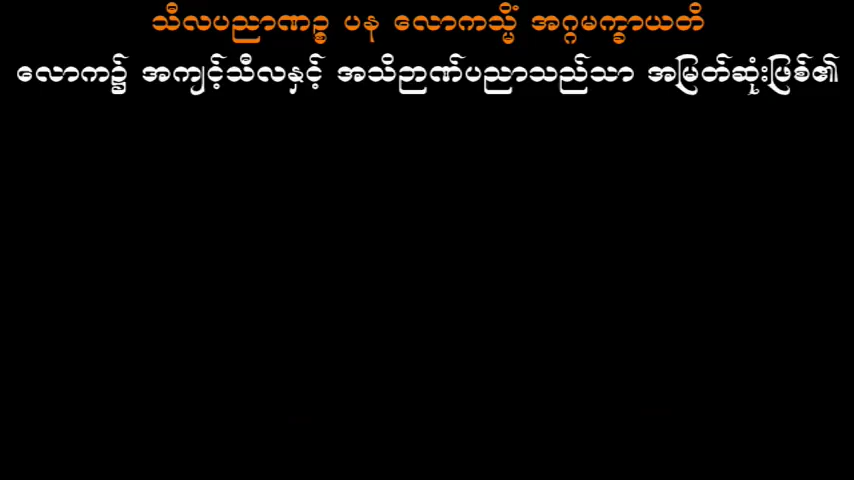 သီလပညာဏဉ္စ ပန လောကသ္မိံ အဂ္ဂမက္ခာယတိ
လောက၌ အကျင့်သီလနှင့် အသိဉာဏ်ပညာသည်သာ အမြတ်ဆုံးဖြစ်၏